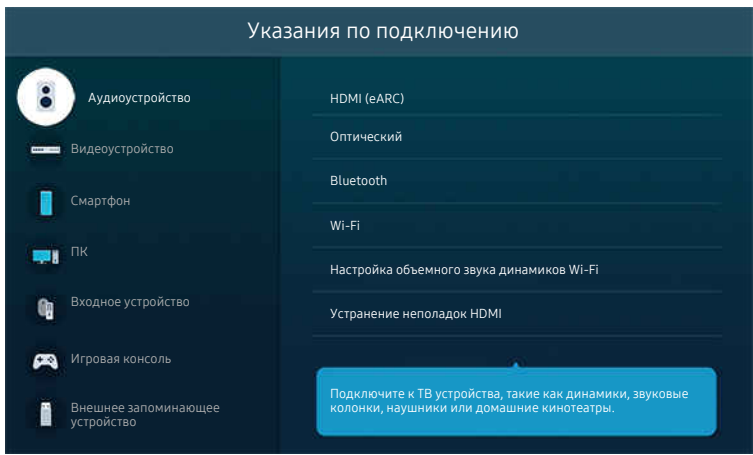 Указания по подключению
Аудиоустройство
Видеоустройство
Смартфон
ПК
Входное устройство
Игровая консоль
Внешнее запоминающее
устройство
HDMI (eARC)
Оптический
Bluetooth
Wi-Fi
Настройка объемного звука динамиков Wi-Fi
Устранение неполадок HDMI
Подключите к ТВ устройства, такие как динамики, звуковые
колонки, наушники или домашние кинотеатры.